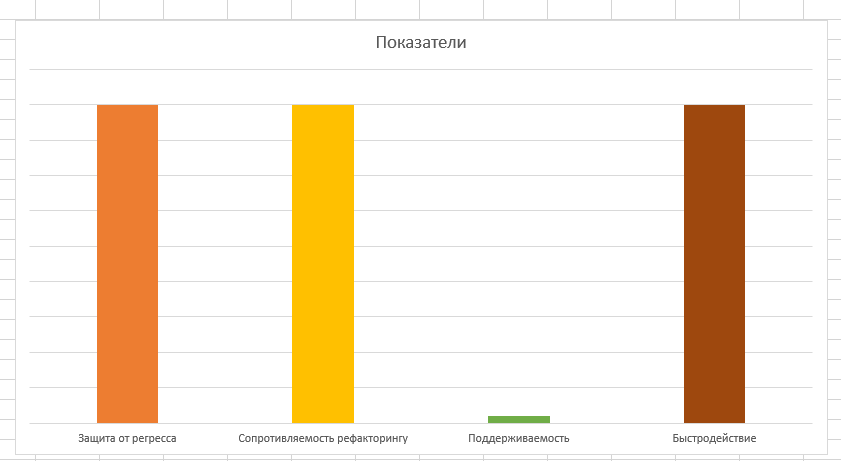 Показатели
Защита от регресса
Сопротивляемость рефакторингу
Поддерживаемость
Быстродействие